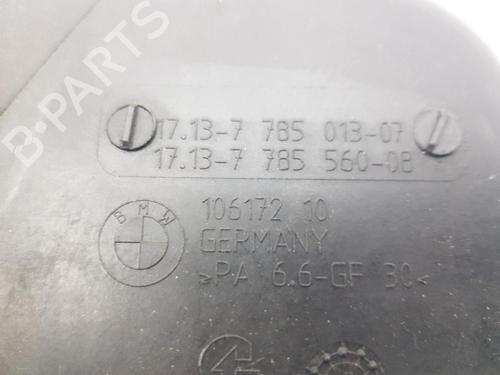 17.13-7 785 013-07
17.13-7 785 560-08
BMW
106172 10
GERMANY
>PA 6.6-GF 30<
B-PARTS